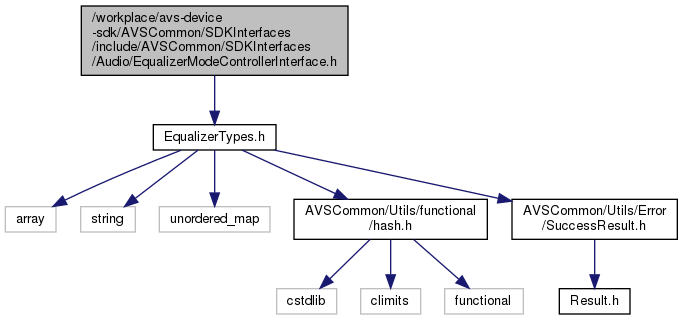 /workplace/avs-device
-sdk/AVSCommon/SDKInterfaces
/include/AVSCommon/SDKInterfaces
/Audio/EqualizerModeControllerInterface.h
EqualizerTypes.h
array
string
unordered_map
AVSCommon/Utils/functional
/hash.h
AVSCommon/Utils/Error
/SuccessResult.h
cstdlib
climits
functional
Result.h